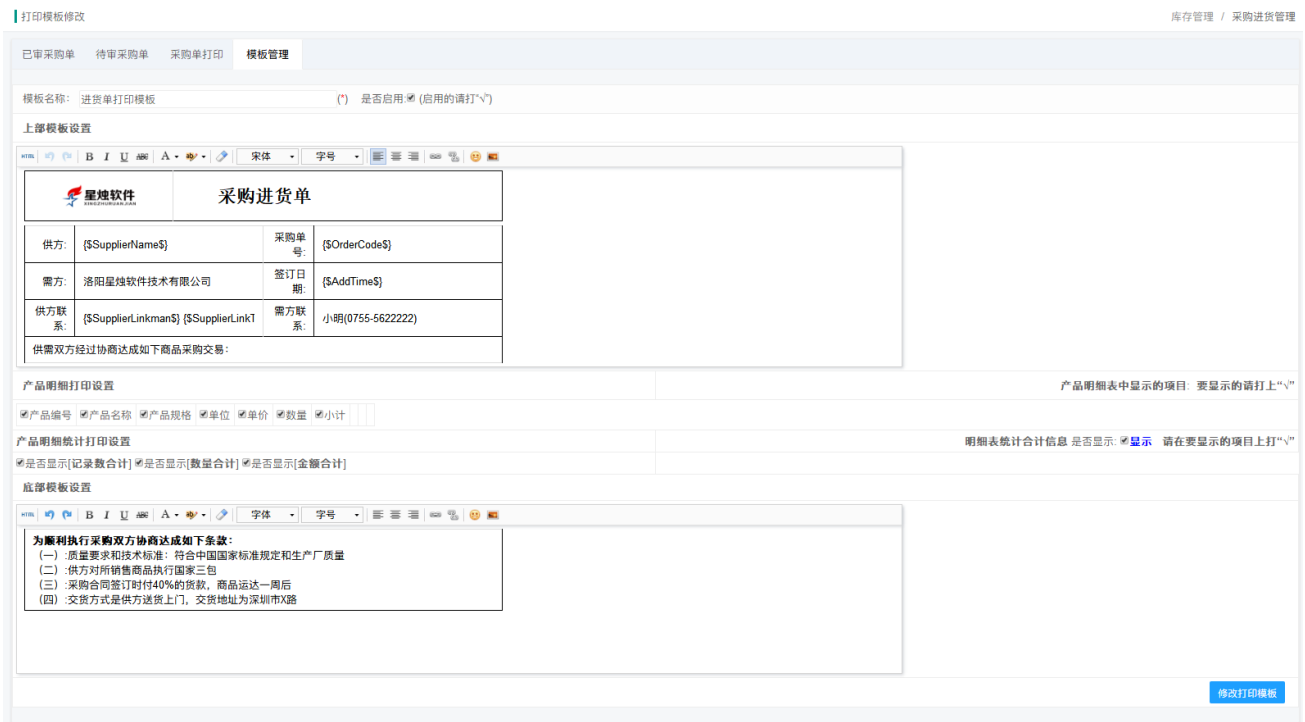 打印模板修改
库存管理 / 采购进货管理
已审采购单 待审采购单 采购单打印 模板管理
模板名称: 进货单打印模板 (*) 是否启用: (启用的请打"√")
上部模板设置
HTML B I U ABC A ab 宋体 字号
星烛软件 采购进货单
XINGZHURUANJIAN
供方: {$SupplierName$} 采购单号: {$OrderCode$}
需方: 洛阳星烛软件技术有限公司 签订日期: {$AddTime$}
供方联系: {$SupplierLinkman$} {$SupplierLinkT 需方联系: 小明(0755-5622222)
供需双方经过协商达成如下商品采购交易:
产品明细打印设置 产品明细表中显示的项目: 要显示的请打上"√"
产品编号 产品名称 产品规格 单位 单价 数量 小计
产品明细统计打印设置 明细表统计合计信息 是否显示: 显示 请在要显示的项目上打"√"
是否显示[记录数合计] 是否显示[数量合计] 是否显示[金额合计]
底部模板设置
HTML B I U ABC A ab 字体 字号
为顺利执行采购双方协商达成如下条款:
(一) :质量要求和技术标准: 符合中国国家标准规定和生产厂质量
(二) :供方对所销售商品执行国家三包
(三) :采购合同签订时付40%的货款, 商品运达一周后
(四) :交货方式是供方送货上门, 交货地址为深圳市X路
修改打印模板